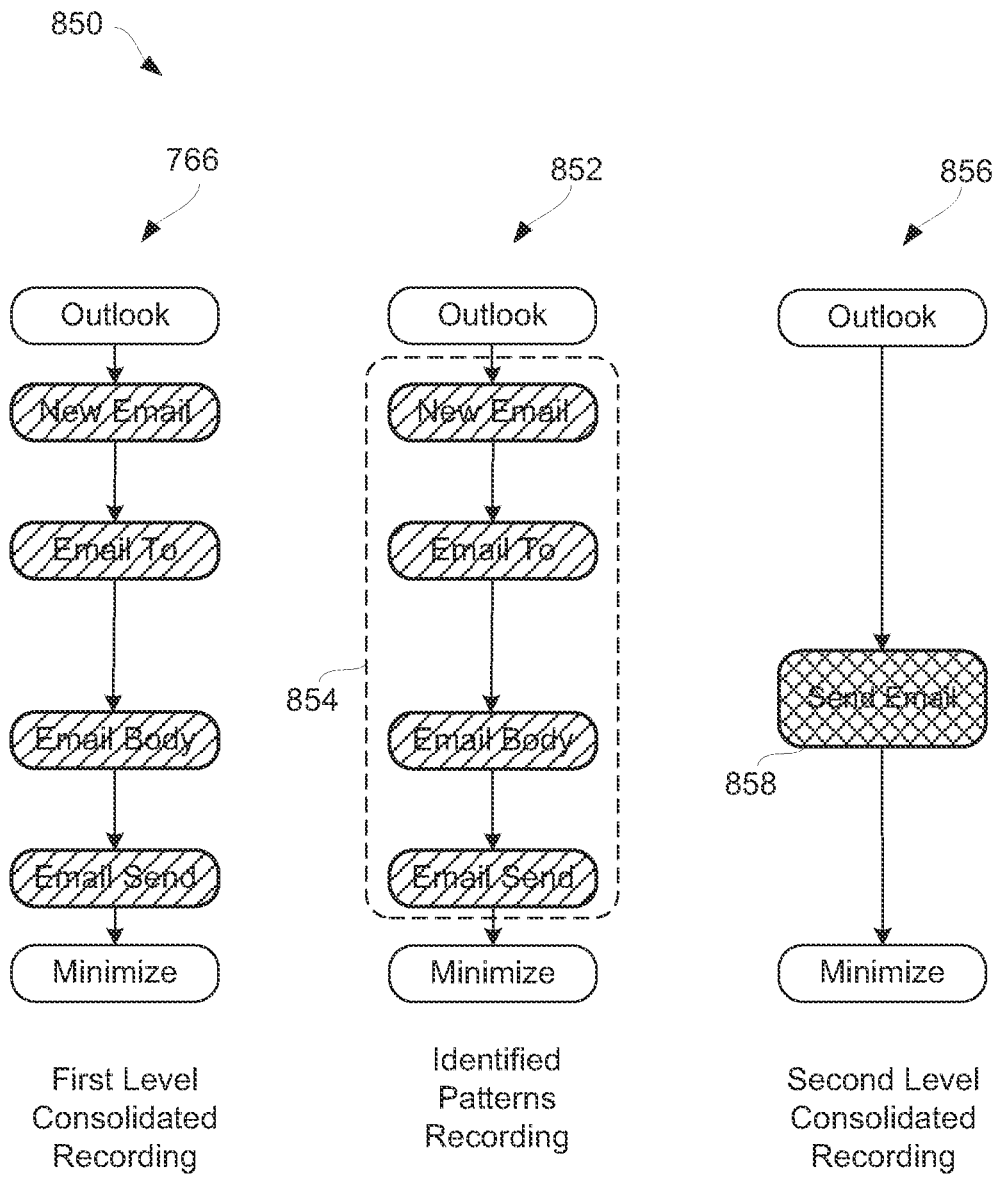 850
766
852
856
Outlook
New Email
Email To
Email Body
Email Send
Minimize
First Level
Consolidated
Recording
Outlook
New Email
Email To
854
Email Body
Email Send
Minimize
Identified
Patterns
Recording
Outlook
Send Email
858
Minimize
Second Level
Consolidated
Recording